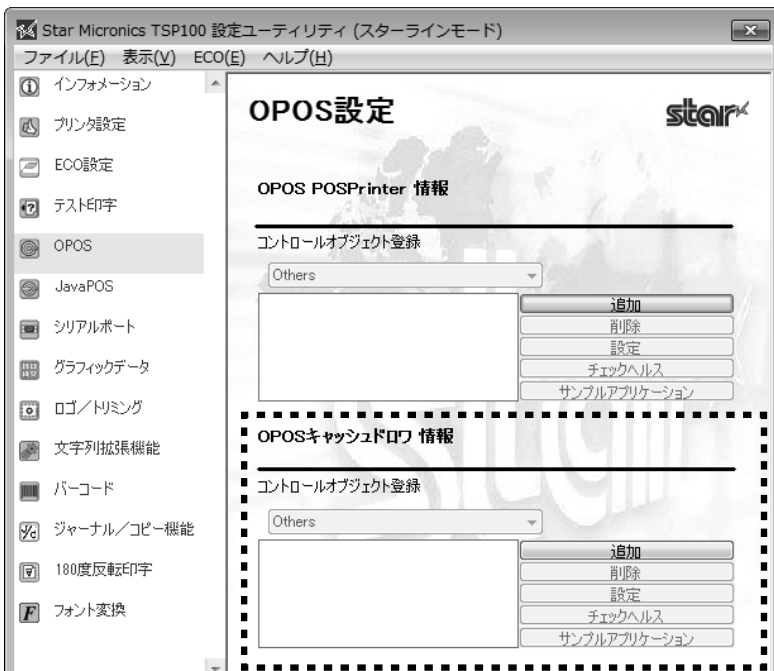 Star Micronics TSP100 設定ユーティリティ (スターラインモード)
ファイル(F) 表示(V) ECO(E) ヘルプ(H)
インフォメーション
プリンタ設定
ECO設定
テスト印字
OPOS
JavaPOS
シリアルポート
グラフィックデータ
ロゴ／トリミング
文字列拡張機能
バーコード
ジャーナル／コピー機能
180度反転印字
フォント変換
OPOS設定
star
OPOS POSPrinter 情報
コントロールオブジェクト登録
Others
追加
削除
設定
チェックヘルス
サンプルアプリケーション
OPOSキャッシュドロワ 情報
コントロールオブジェクト登録
Others
追加
削除
設定
チェックヘルス
サンプルアプリケーション